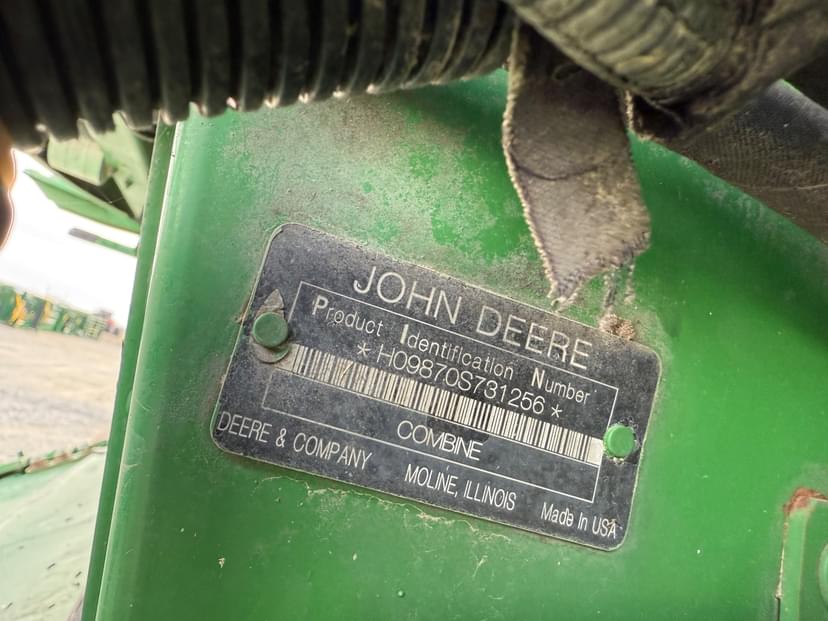 JOHN DEERE
Product Identification Number
*H09870S731256*
COMBINE
DEERE & COMPANY MOLINE, ILLINOIS Made in USA